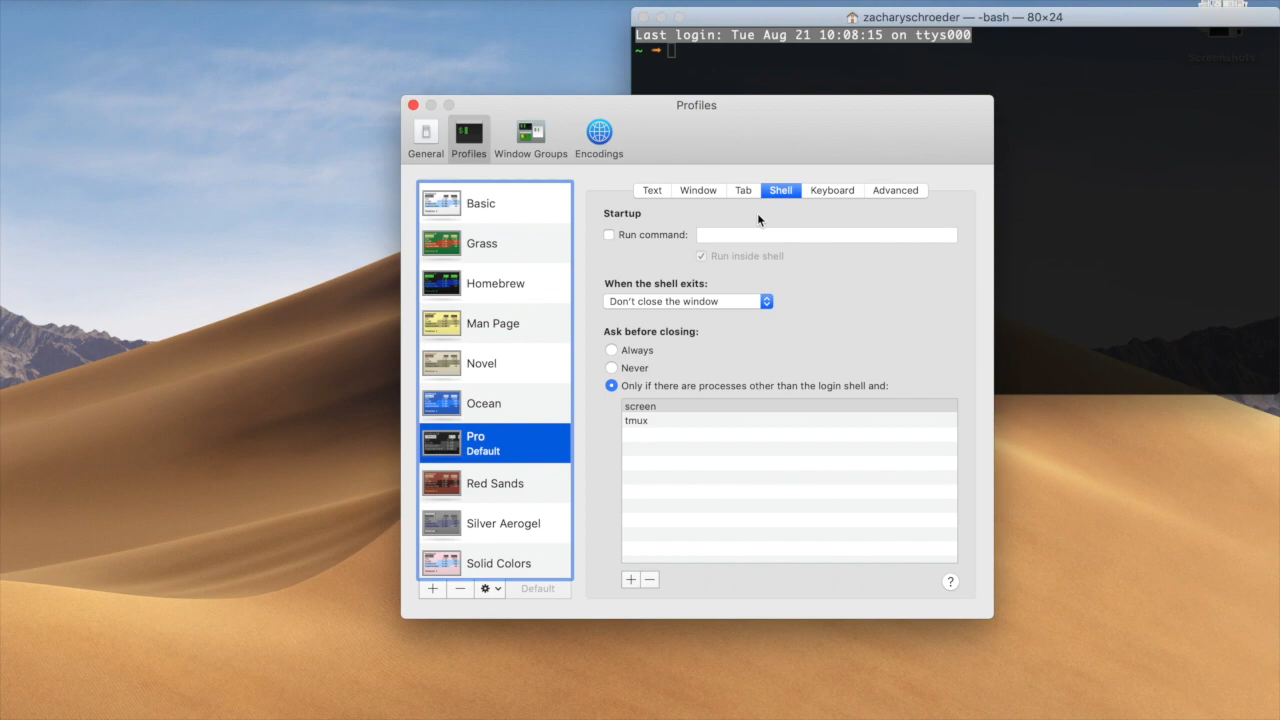 zacharyschroeder — -bash — 80×24
Last login: Tue Aug 21 10:08:15 on ttys000
~
Screenshots
Profiles
General
Profiles
Window Groups
Encodings
Basic
Grass
Homebrew
Man Page
Novel
Ocean
Pro
Default
Red Sands
Silver Aerogel
Solid Colors
Default
Text
Window
Tab
Shell
Keyboard
Advanced
Startup
Run command:
Run inside shell
When the shell exits:
Don't close the window
Ask before closing:
Always
Never
Only if there are processes other than the login shell and:
screen
tmux
?